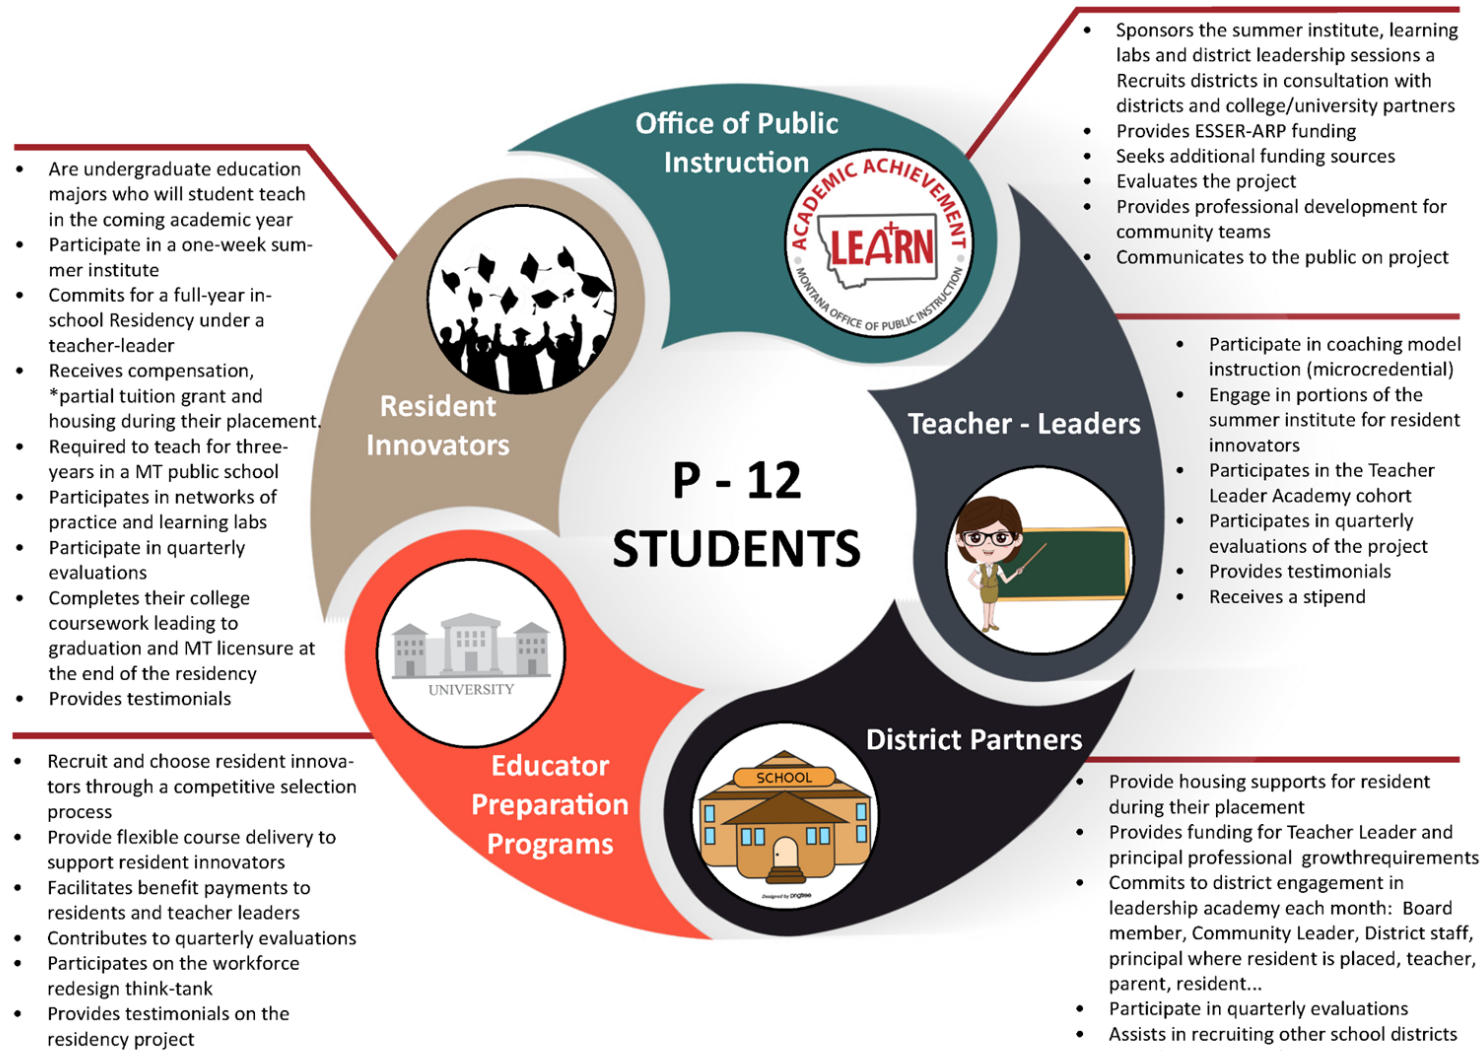 Office of Public
Instruction
ACADEMIC ACHIEVEMENT
LEARN
MONTANA OFFICE OF PUBLIC INSTRUCTION
• Sponsors the summer institute, learning
labs and district leadership sessions a
Recruits districts in consultation with
districts and college/university partners
• Provides ESSER-ARP funding
• Seeks additional funding sources
• Evaluates the project
• Provides professional development for
community teams
• Communicates to the public on project
Resident
Innovators
• Are undergraduate education
majors who will student teach
in the coming academic year
• Participate in a one-week sum-
mer institute
• Commits for a full-year in-
school Residency under a
teacher-leader
• Receives compensation,
*partial tuition grant and
housing during their placement.
• Required to teach for three-
years in a MT public school
• Participates in networks of
practice and learning labs
• Participate in quarterly
evaluations
• Completes their college
coursework leading to
graduation and MT licensure at
the end of the residency
• Provides testimonials
P - 12
STUDENTS
Teacher - Leaders
• Participate in coaching model
instruction (microcredential)
• Engage in portions of the
summer institute for resident
innovators
• Participates in the Teacher
Leader Academy cohort
• Participates in quarterly
evaluations of the project
• Provides testimonials
• Receives a stipend
UNIVERSITY
Educator
Preparation
Programs
• Recruit and choose resident innova-
tors through a competitive selection
process
• Provide flexible course delivery to
support resident innovators
• Facilitates benefit payments to
residents and teacher leaders
• Contributes to quarterly evaluations
• Participates on the workforce
redesign think-tank
• Provides testimonials on the
residency project
District Partners
SCHOOL
Designed by pngtree
• Provide housing supports for resident
during their placement
• Provides funding for Teacher Leader and
principal professional growthrequirements
• Commits to district engagement in
leadership academy each month: Board
member, Community Leader, District staff,
principal where resident is placed, teacher,
parent, resident...
• Participate in quarterly evaluations
• Assists in recruiting other school districts